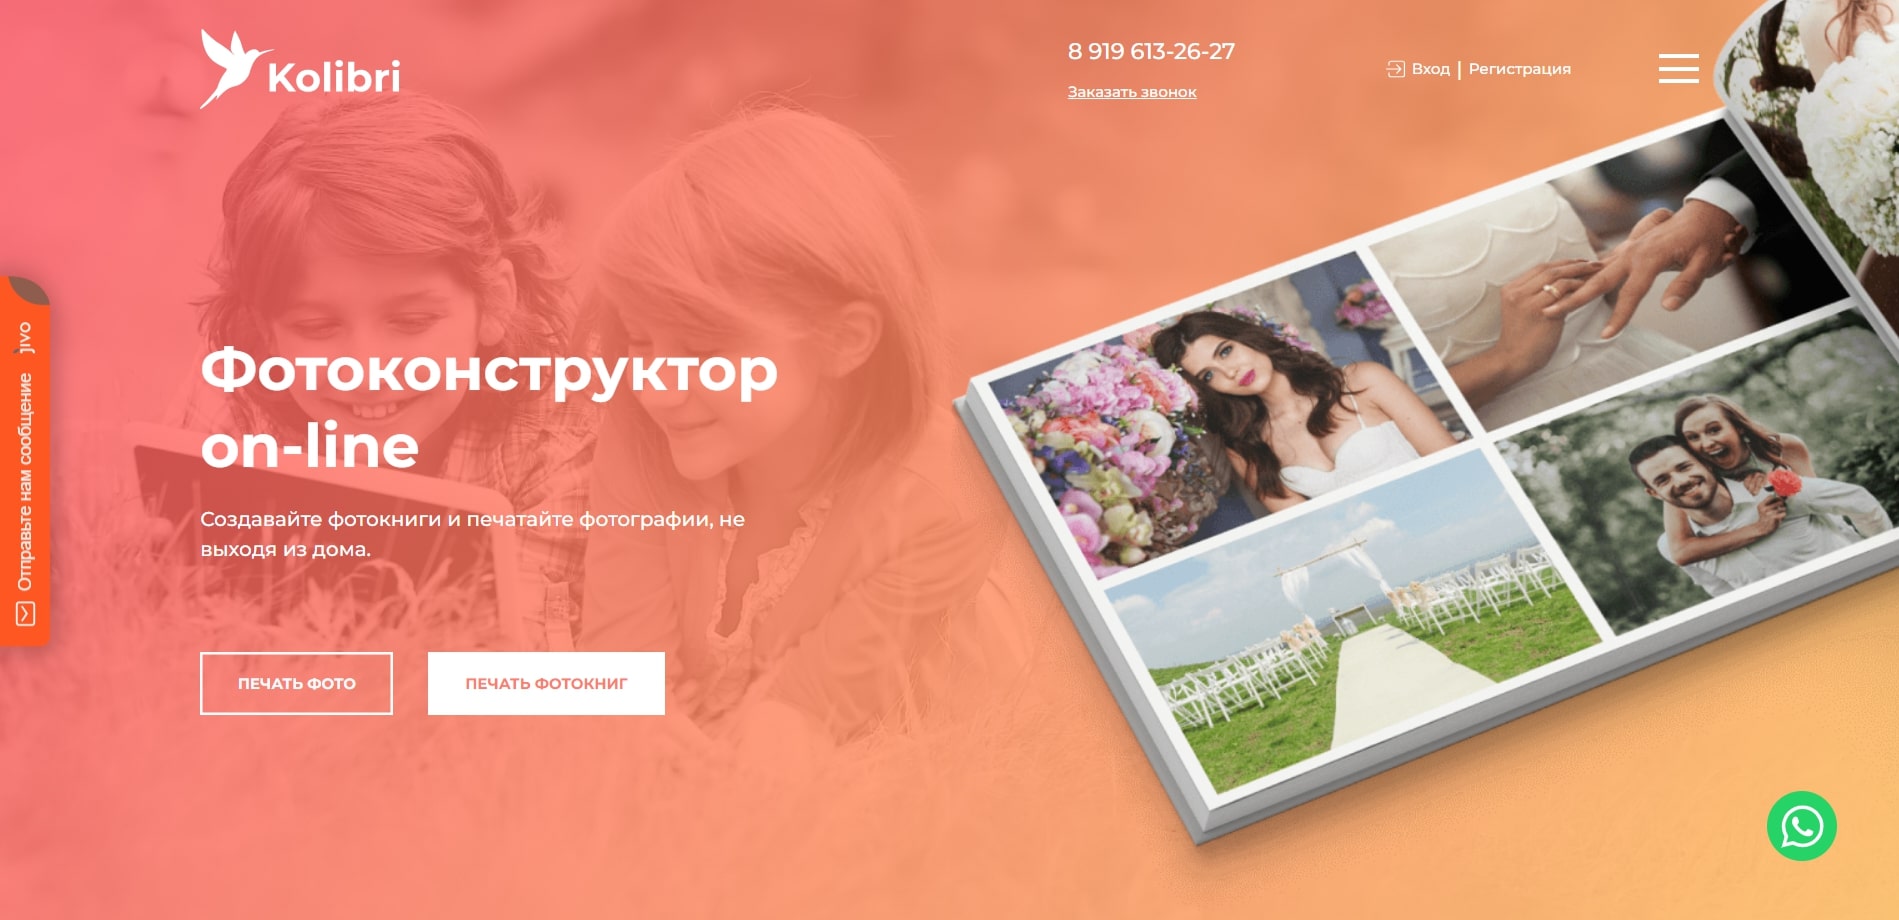 Kolibri
8 919 613-26-27
Заказать звонок
Вход | Регистрация
Фотоконструктор
on-line
Создавайте фотокниги и печатайте фотографии, не
выходя из дома.
ПЕЧАТЬ ФОТО
ПЕЧАТЬ ФОТОКНИГ
Отправьте нам сообщение
jivo